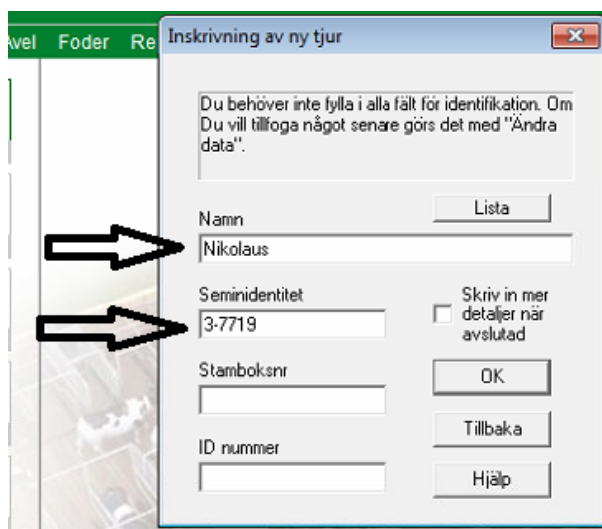 Avel Foder Re
Inskrivning av ny tjur
Du behöver inte fylla i alla fält för identifikation. Om
Du vill tillfoga något senare görs det med "Ändra
data".
Lista
Namn
Nikolaus
Seminidentitet
3-7719
Skriv in mer
detaljer när
avslutad
Stamboksnr
OK
Tillbaka
ID nummer
Hjälp